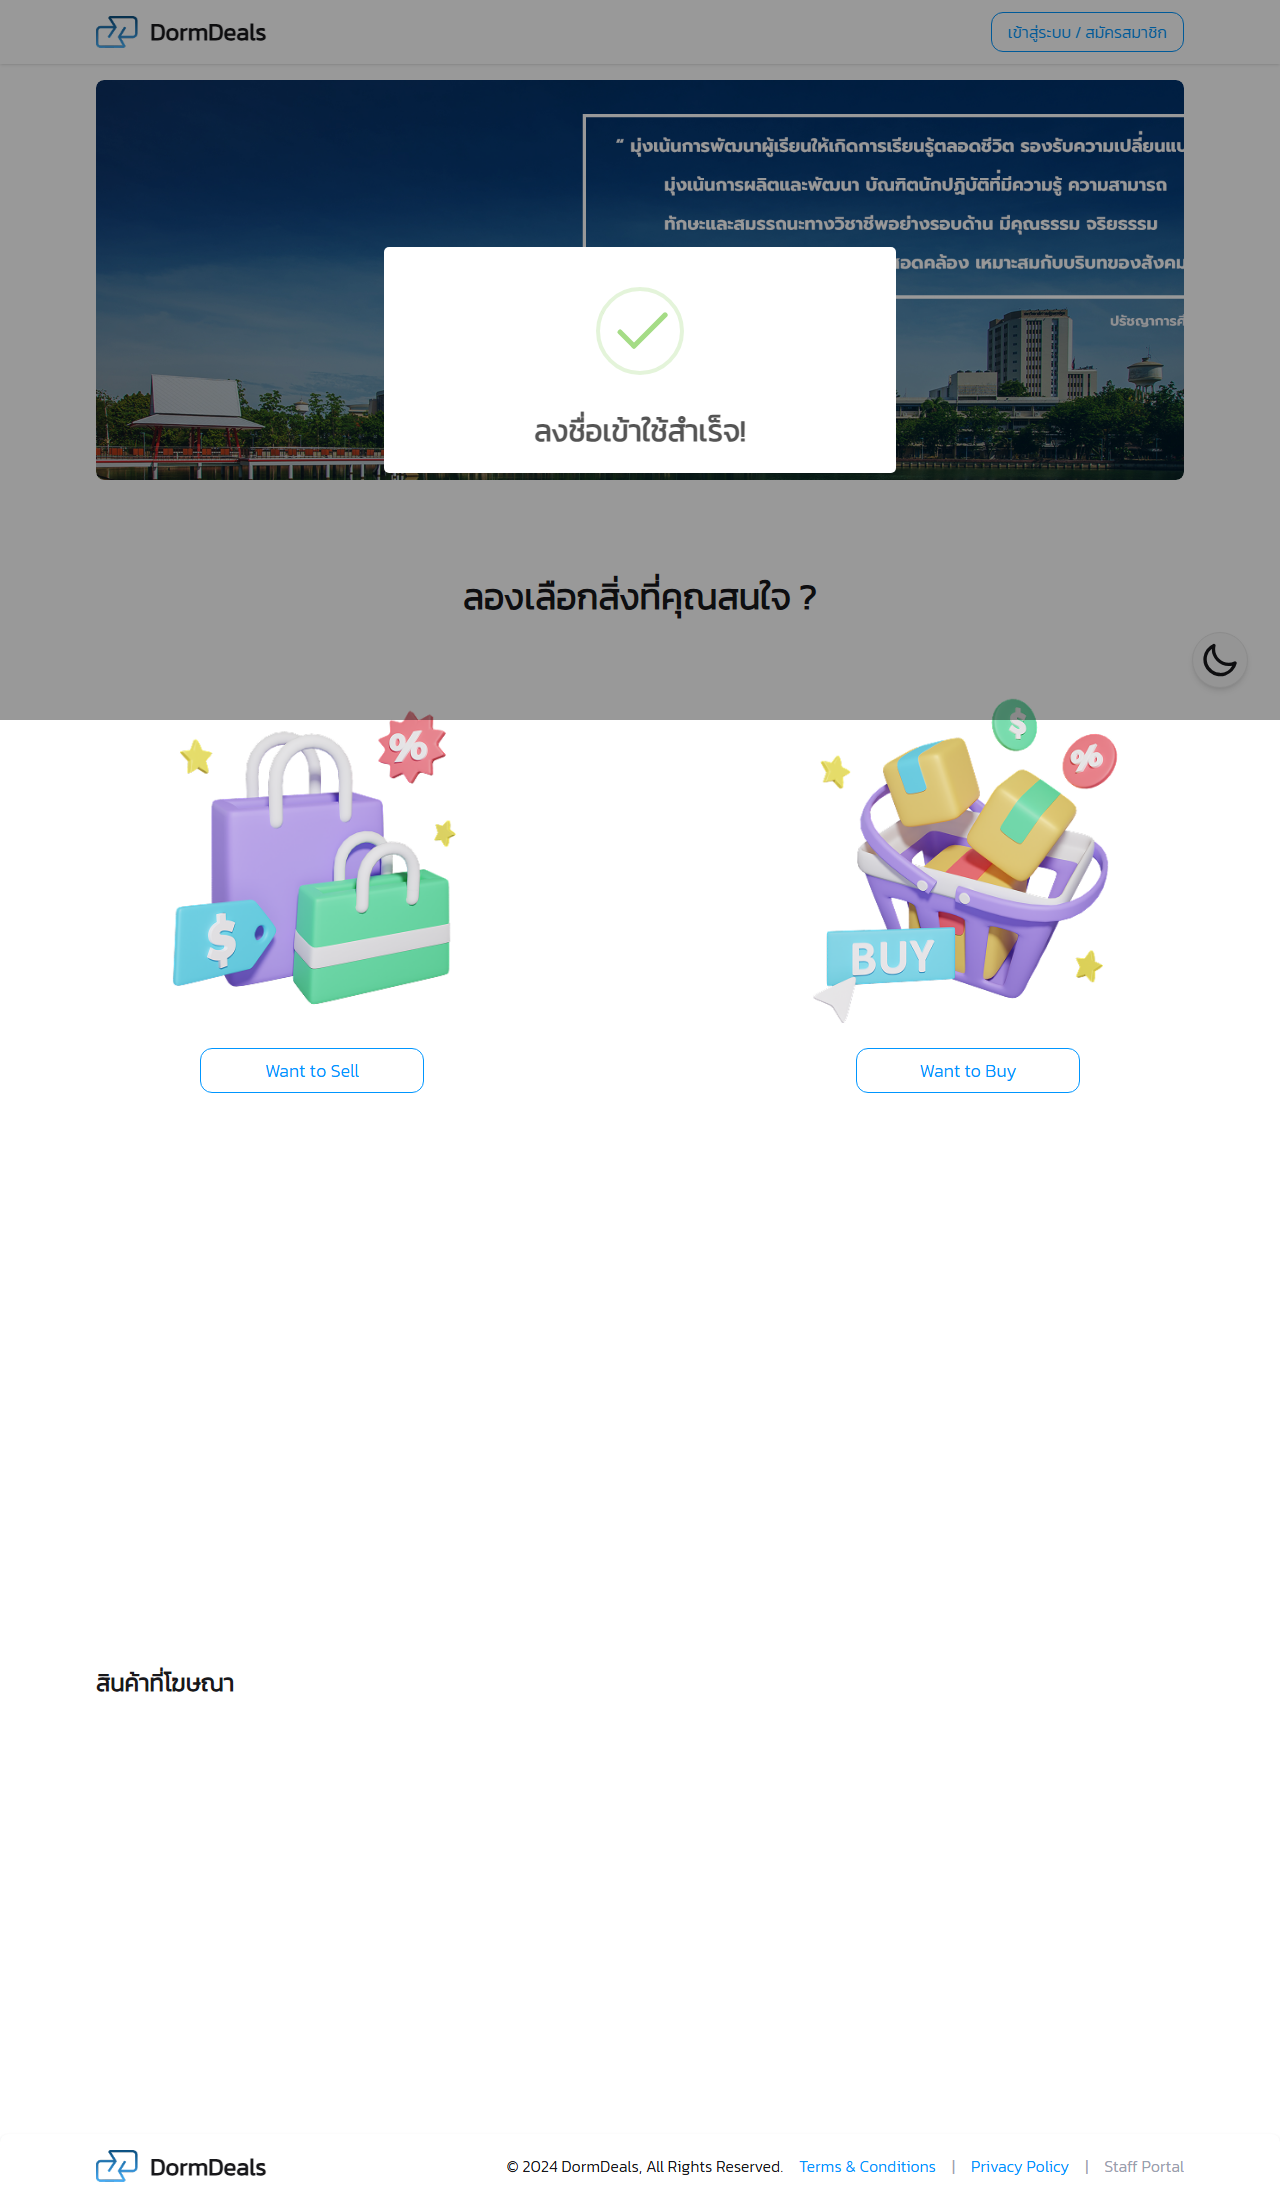 DormDeals
เข้าสู่ระบบ / สมัครสมาชิก
“ มุ่งเน้นการพัฒนาผู้เรียนให้เกิดการเรียนรู้ตลอดชีวิต รองรับความเปลี่ยนแป
มุ่งเน้นการผลิตและพัฒนา บัณฑิตนักปฏิบัติที่มีความรู้ ความสามารถ
ทักษะและสมรรถนะทางวิชาชีพอย่างรอบด้าน มีคุณธรรม จริยธรรม
สอดคล้อง เหมาะสมกับบริบทของสังคม
ปรัชญาการศึ
ลงชื่อเข้าใช้สำเร็จ!
ลองเลือกสิ่งที่คุณสนใจ ?
%
$
%
$
BUY
Want to Sell
Want to Buy
สินค้าที่โฆษณา
DormDeals
© 2024 DormDeals, All Rights Reserved. Terms & Conditions | Privacy Policy | Staff Portal